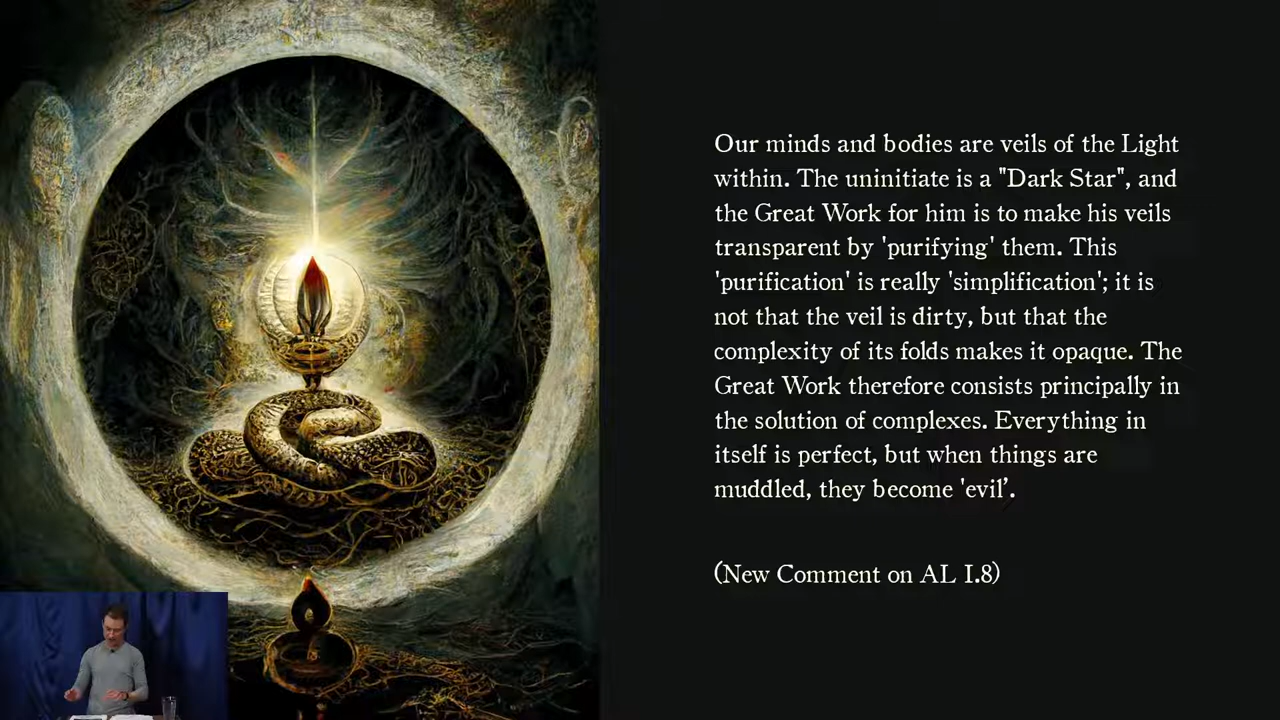 Our minds and bodies are veils of the Light
within. The uninitiate is a "Dark Star", and
the Great Work for him is to make his veils
transparent by 'purifying' them. This
'purification' is really 'simplification'; it is
not that the veil is dirty, but that the
complexity of its folds makes it opaque. The
Great Work therefore consists principally in
the solution of complexes. Everything in
itself is perfect, but when things are
muddled, they become 'evil’.
(New Comment on AL I.8)